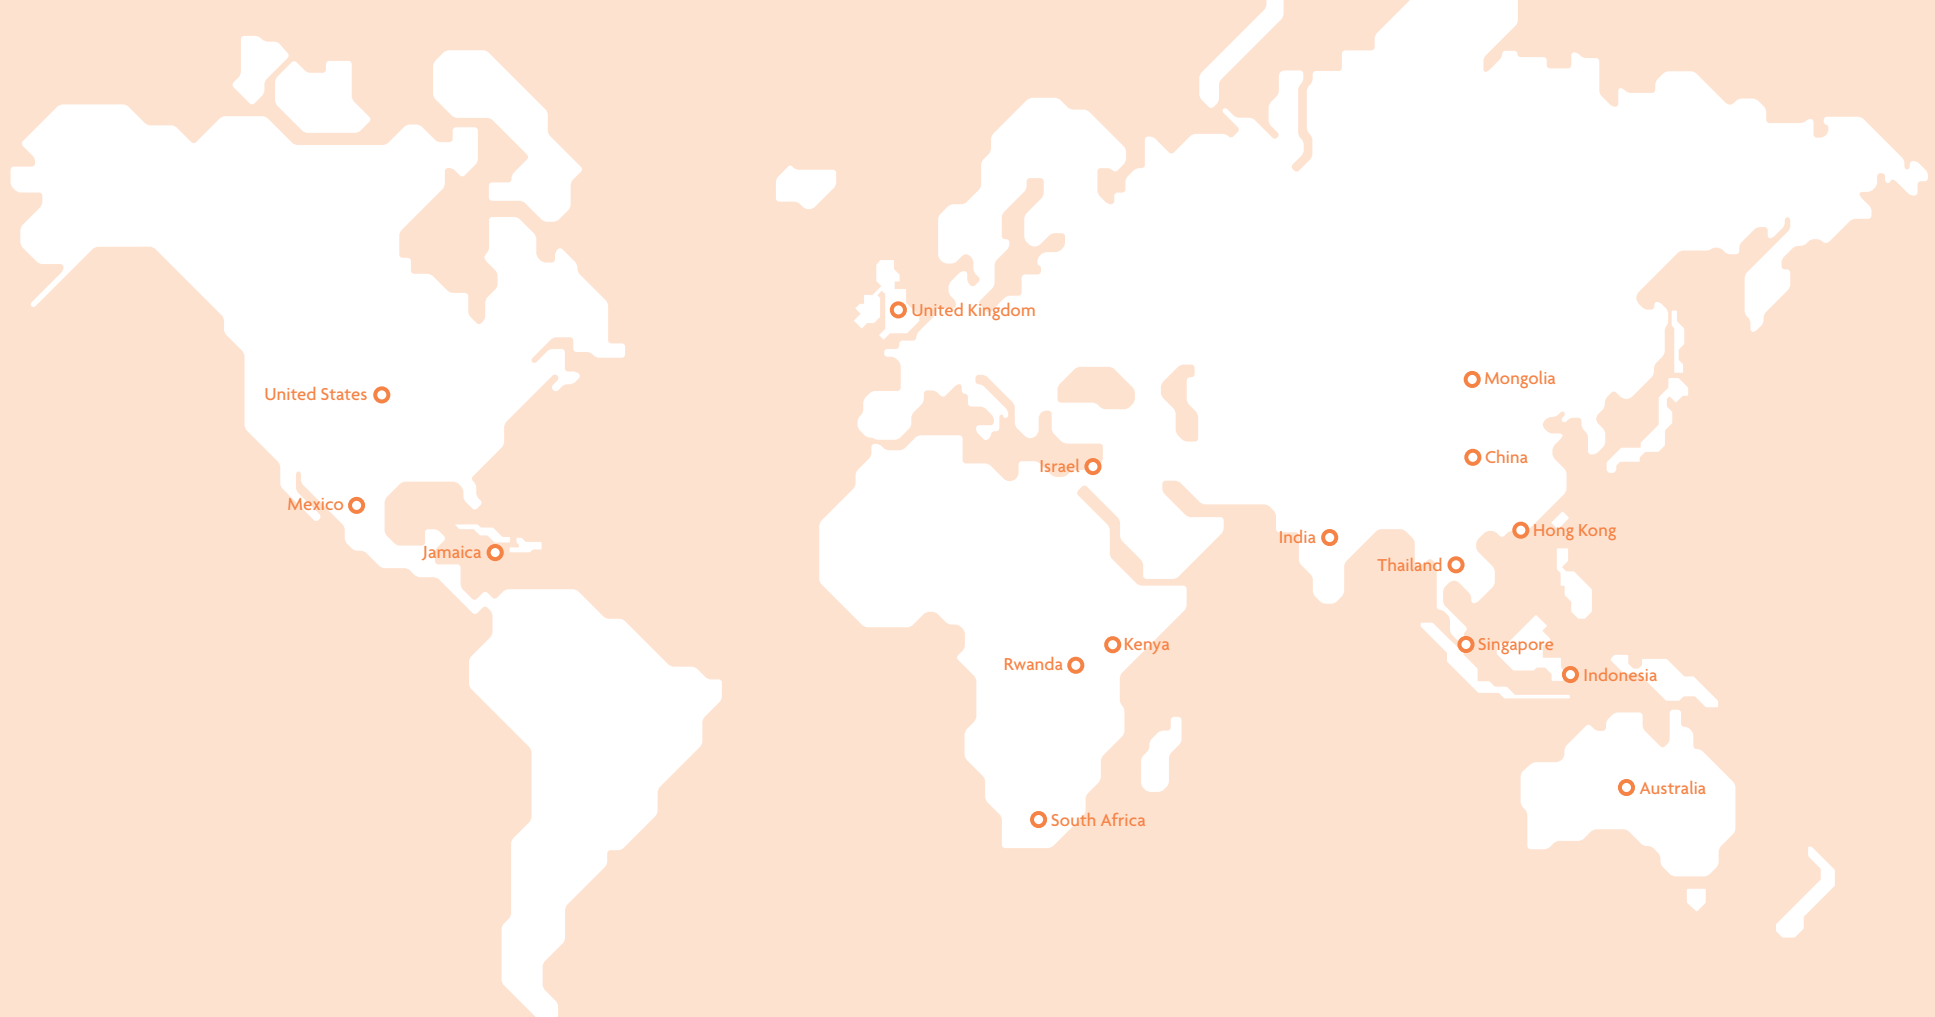 United Kingdom
Mongolia
United States
China
Israel
Mexico
Hong Kong
India
Jamaica
Thailand
Kenya
Singapore
Rwanda
Indonesia
Australia
South Africa